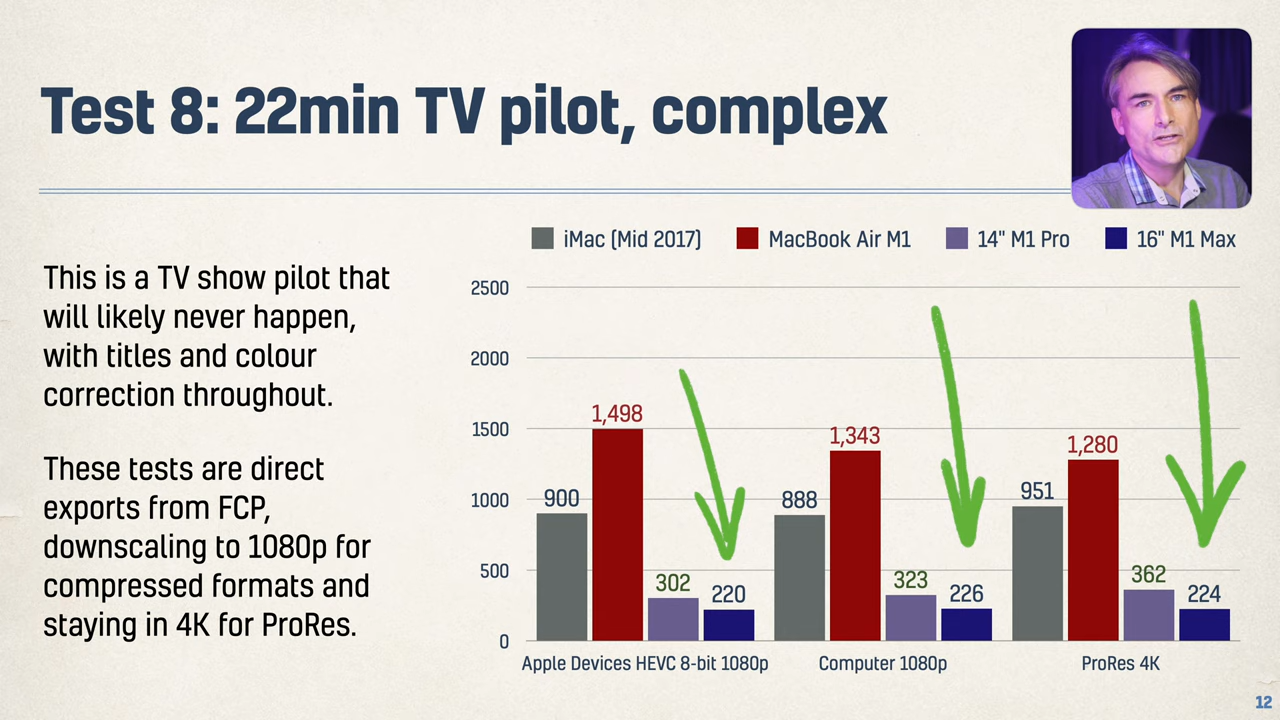 Test 8: 22min TV pilot, complex
This is a TV show pilot that
will likely never happen,
with titles and colour
correction throughout.
These tests are direct
exports from FCP,
downscaling to 1080p for
compressed formats and
staying in 4K for ProRes.
iMac (Mid 2017) MacBook Air M1 14" M1 Pro 16" M1 Max
2500
2000
1500
1000
500
0
900 1,498 302 220
888 1,343 323 226
951 1,280 362 224
Apple Devices HEVC 8-bit 1080p Computer 1080p ProRes 4K
12